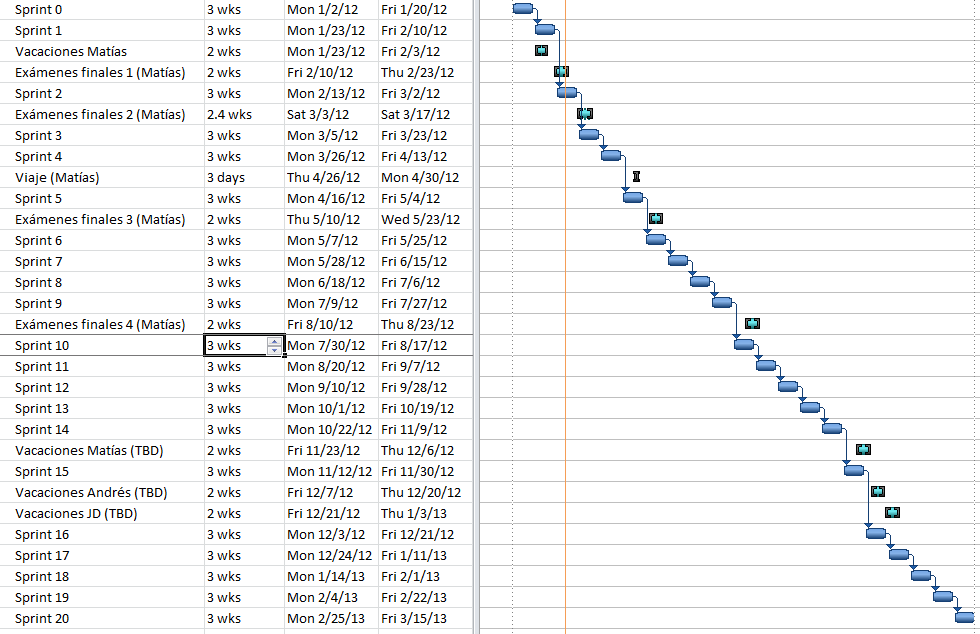 Sprint 0 3 wks Mon 1/2/12 Fri 1/20/12
Sprint 1 3 wks Mon 1/23/12 Fri 2/10/12
Vacaciones Matías 2 wks Mon 1/23/12 Fri 2/3/12
Exámenes finales 1 (Matías) 2 wks Fri 2/10/12 Thu 2/23/12
Sprint 2 3 wks Mon 2/13/12 Fri 3/2/12
Exámenes finales 2 (Matías) 2.4 wks Sat 3/3/12 Sat 3/17/12
Sprint 3 3 wks Mon 3/5/12 Fri 3/23/12
Sprint 4 3 wks Mon 3/26/12 Fri 4/13/12
Viaje (Matías) 3 days Thu 4/26/12 Mon 4/30/12
Sprint 5 3 wks Mon 4/16/12 Fri 5/4/12
Exámenes finales 3 (Matías) 2 wks Thu 5/10/12 Wed 5/23/12
Sprint 6 3 wks Mon 5/7/12 Fri 5/25/12
Sprint 7 3 wks Mon 5/28/12 Fri 6/15/12
Sprint 8 3 wks Mon 6/18/12 Fri 7/6/12
Sprint 9 3 wks Mon 7/9/12 Fri 7/27/12
Exámenes finales 4 (Matías) 2 wks Fri 8/10/12 Thu 8/23/12
Sprint 10 3 wks Mon 7/30/12 Fri 8/17/12
Sprint 11 3 wks Mon 8/20/12 Fri 9/7/12
Sprint 12 3 wks Mon 9/10/12 Fri 9/28/12
Sprint 13 3 wks Mon 10/1/12 Fri 10/19/12
Sprint 14 3 wks Mon 10/22/12 Fri 11/9/12
Vacaciones Matías (TBD) 2 wks Fri 11/23/12 Thu 12/6/12
Sprint 15 3 wks Mon 11/12/12 Fri 11/30/12
Vacaciones Andrés (TBD) 2 wks Fri 12/7/12 Thu 12/20/12
Vacaciones JD (TBD) 2 wks Fri 12/21/12 Thu 1/3/13
Sprint 16 3 wks Mon 12/3/12 Fri 12/21/12
Sprint 17 3 wks Mon 12/24/12 Fri 1/11/13
Sprint 18 3 wks Mon 1/14/13 Fri 2/1/13
Sprint 19 3 wks Mon 2/4/13 Fri 2/22/13
Sprint 20 3 wks Mon 2/25/13 Fri 3/15/13